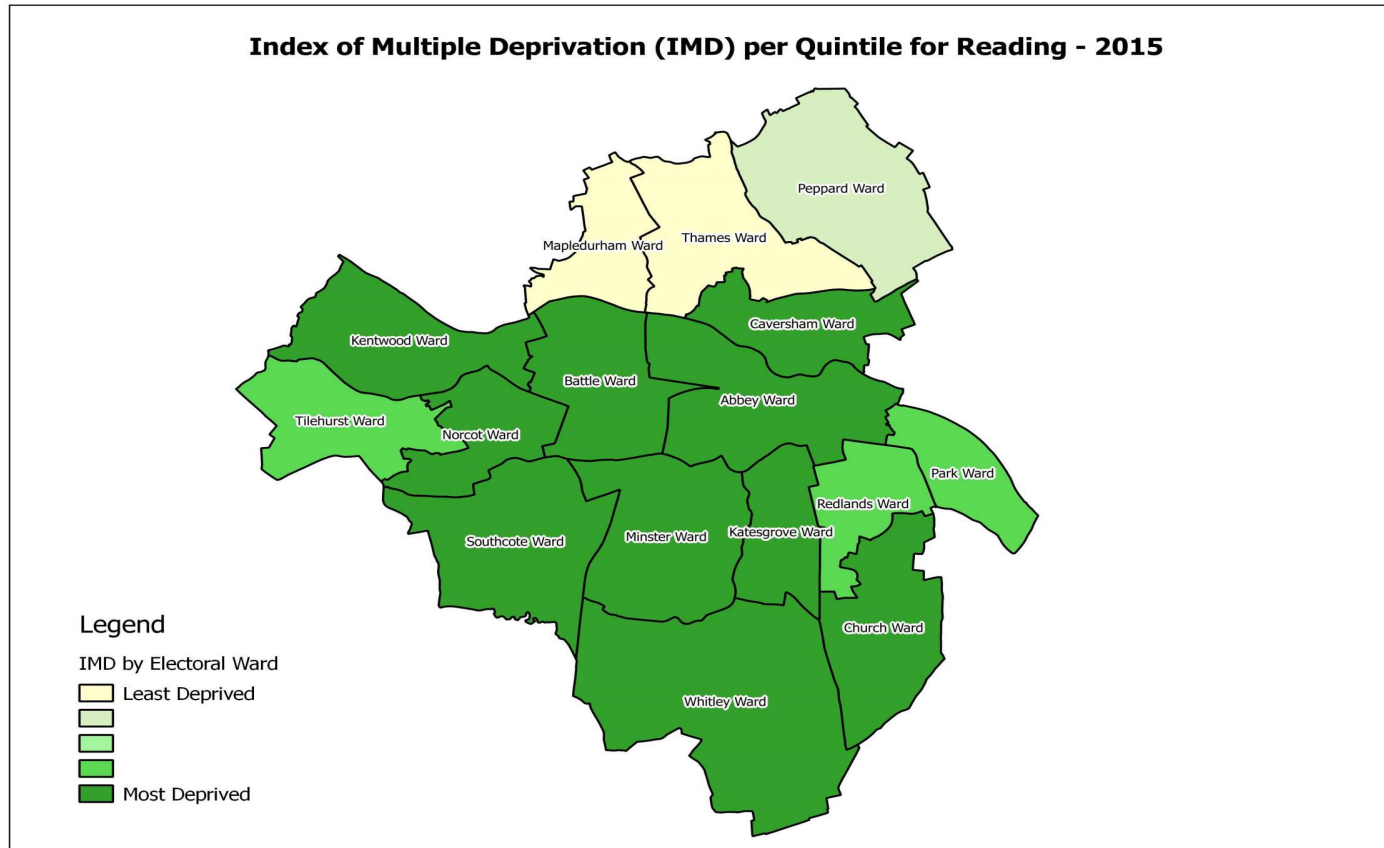 Index of Multiple Deprivation (IMD) per Quintile for Reading - 2015
Peppard Ward
Thames Ward
Mapledurham Ward
Caversham Ward
Kentwood Ward
Battle Ward
Abbey Ward
Tilehurst Ward
Norcot Ward
Park Ward
Redlands Ward
Katesgrove Ward
Minster Ward
Southcote Ward
Church Ward
Whitley Ward
Legend
IMD by Electoral Ward
Least Deprived
Most Deprived